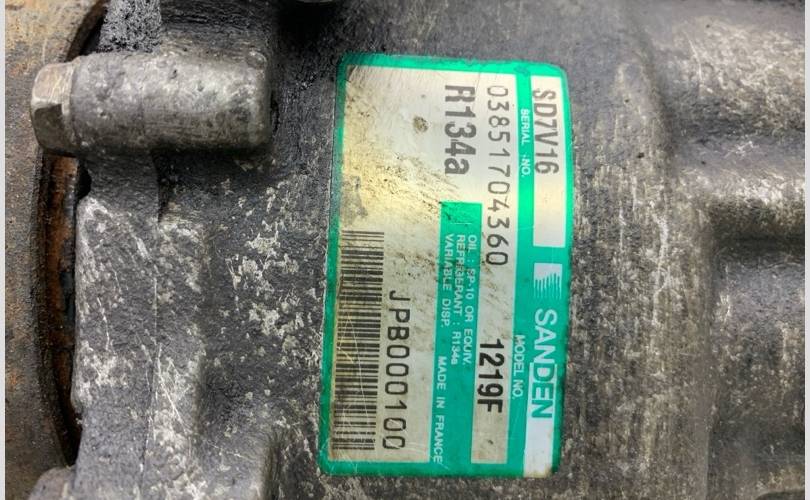 SD7V16
SANDEN
SERIAL NO.
MODEL NO.
03851704360
1219F
R134a
OIL : SP-10 OR EQUIV.
REFRIGERANT : R134a
VARIABLE DISP. MADE IN FRANCE
JPB000100